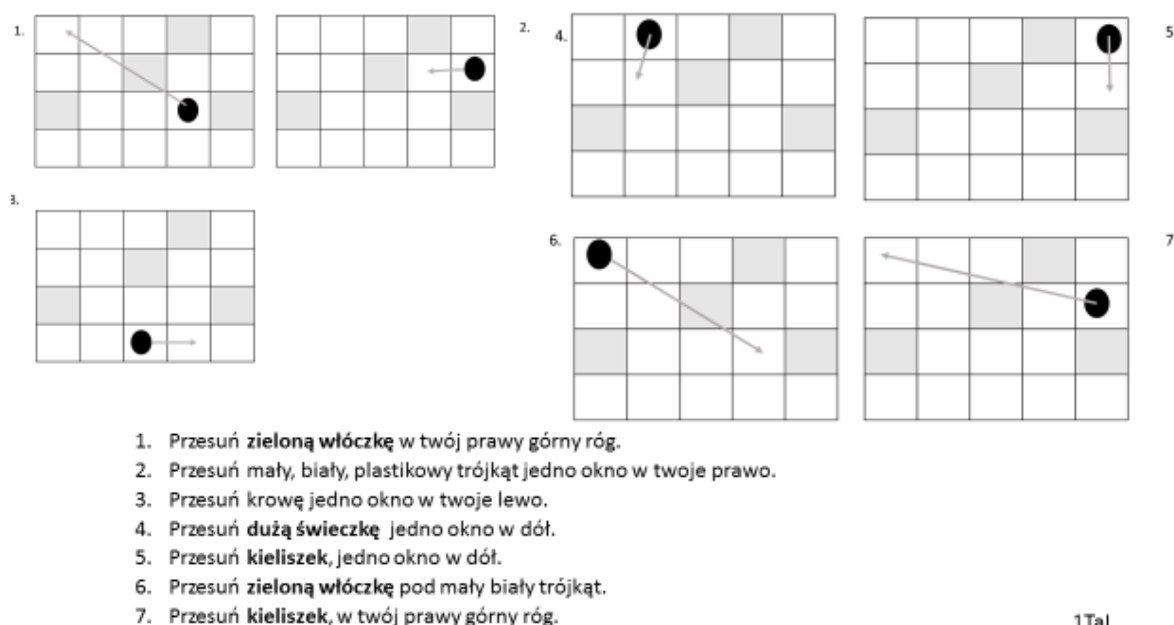 1.
2.
4.
5
3.
6.
7
1. Przesuń zieloną włóczkę w twój prawy górny róg.
2. Przesuń mały, biały, plastikowy trójkąt jedno okno w twoje prawo.
3. Przesuń krowę jedno okno w twoje lewo.
4. Przesuń dużą świeczkę jedno okno w dół.
5. Przesuń kieliszek, jedno okno w dół.
6. Przesuń zieloną włóczkę pod mały biały trójkąt.
7. Przesuń kieliszek, w twój prawy górny róg.
1Tal